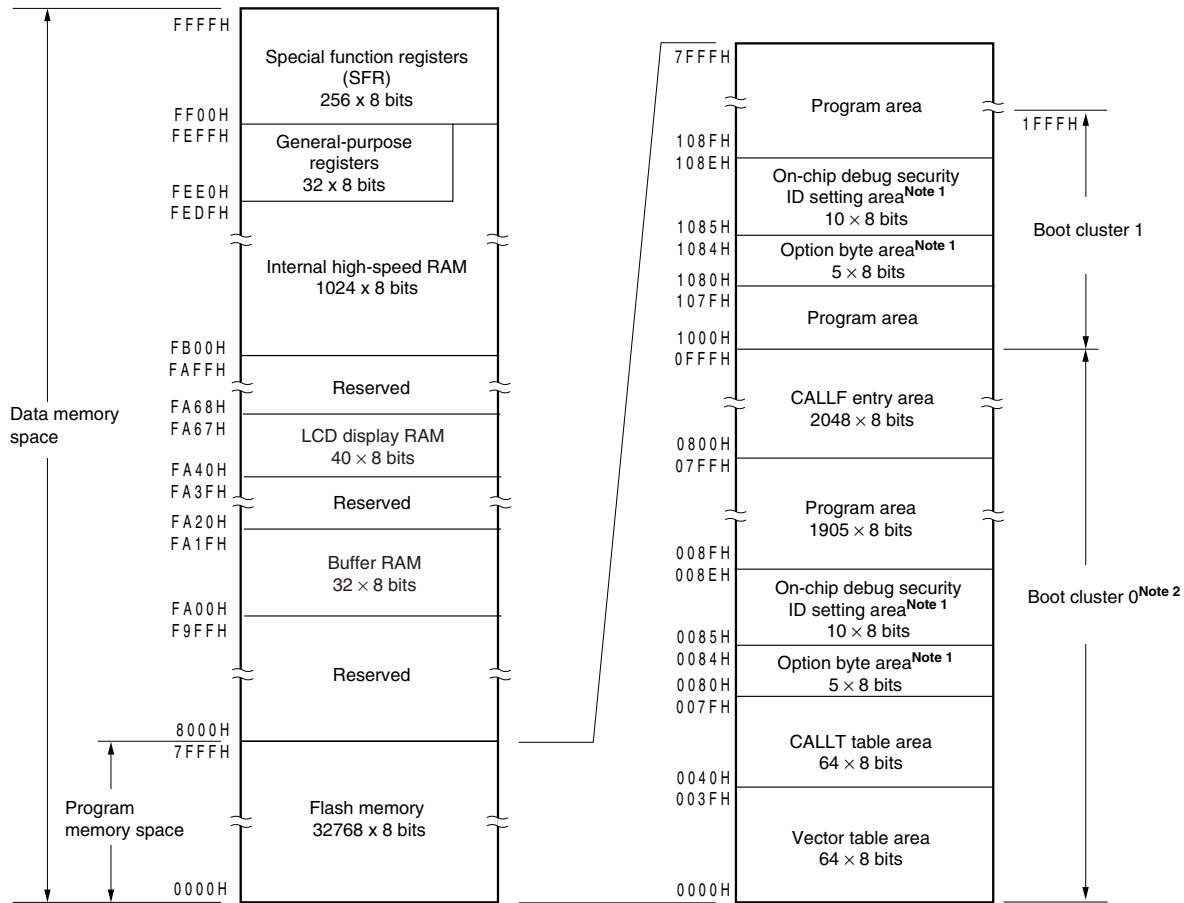 FFFFH
Special function registers
(SFR)
256 x 8 bits
FF00H
FEFFH
General-purpose
registers
32 x 8 bits
FEE0H
FEDFH
Internal high-speed RAM
1024 x 8 bits
FB00H
FAFFH
Reserved
FA68H
FA67H
LCD display RAM
40 × 8 bits
FA40H
FA3FH
Reserved
FA20H
FA1FH
Buffer RAM
32 × 8 bits
FA00H
F9FFH
Reserved
8000H
7FFFH
Flash memory
32768 x 8 bits
0000H
Data memory
space
Program
memory space
7FFFH
Program area
108FH
108EH
On-chip debug security
ID setting areaNote 1
10 × 8 bits
1085H
1084H
Option byte areaNote 1
5 × 8 bits
1080H
107FH
Program area
1000H
0FFFH
CALLF entry area
2048 × 8 bits
0800H
07FFH
Program area
1905 × 8 bits
008FH
008EH
On-chip debug security
ID setting areaNote 1
10 × 8 bits
0085H
0084H
Option byte areaNote 1
5 × 8 bits
0080H
007FH
CALLT table area
64 × 8 bits
0040H
003FH
Vector table area
64 × 8 bits
0000H
1FFFH
Boot cluster 1
Boot cluster 0Note 2